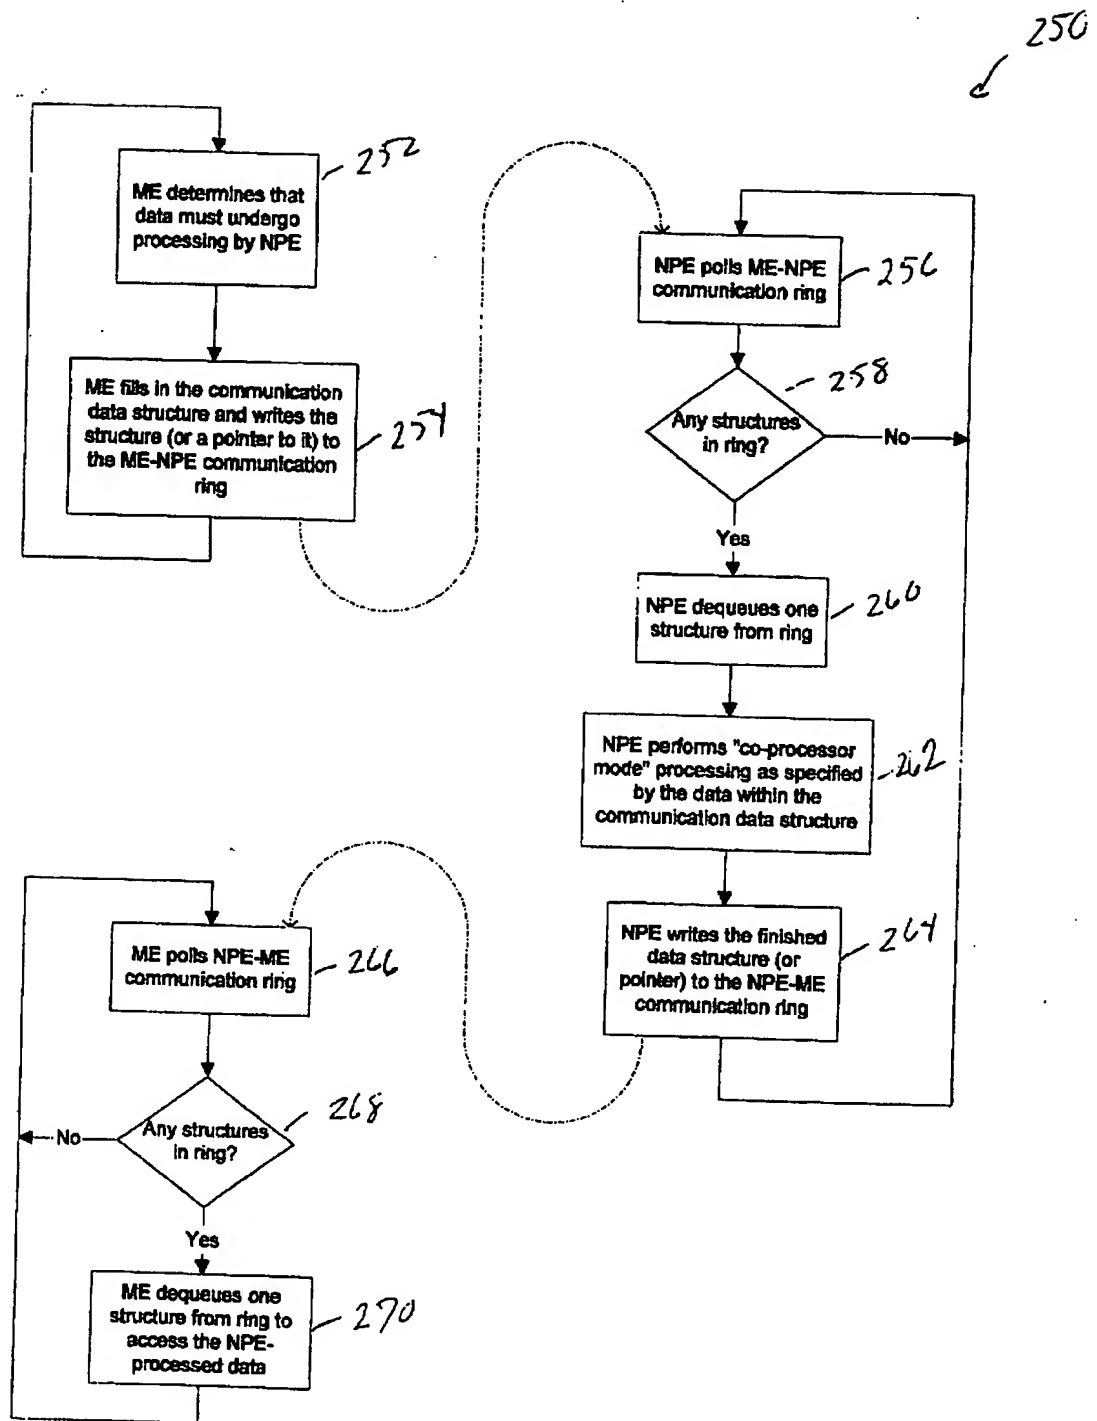 250
252
ME determines that
data must undergo
processing by NPE
254
ME fills in the communication
data structure and writes the
structure (or a pointer to it) to
the ME-NPE communication
ring
256
NPE polls ME-NPE
communication ring
258
Any structures
in ring?
No
Yes
260
NPE dequeues one
structure from ring
262
NPE performs "co-processor
mode" processing as specified
by the data within the
communication data structure
264
NPE writes the finished
data structure (or
pointer) to the NPE-ME
communication ring
266
ME polls NPE-ME
communication ring
268
Any structures
in ring?
No
Yes
270
ME dequeues one
structure from ring to
access the NPE-
processed data